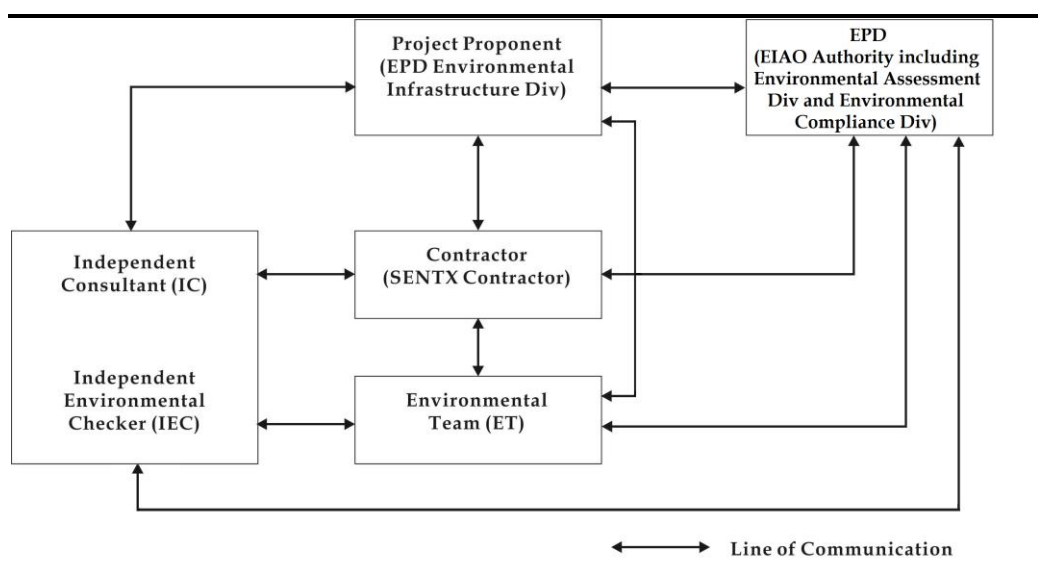 Project Proponent
(EPD Environmental
Infrastructure Div)
EPD
(EIAO Authority including
Environmental Assessment
Div and Environmental
Compliance Div)
Independent
Consultant (IC)
Contractor
(SENTX Contractor)
Independent
Environmental
Checker (IEC)
Environmental
Team (ET)
Line of Communication